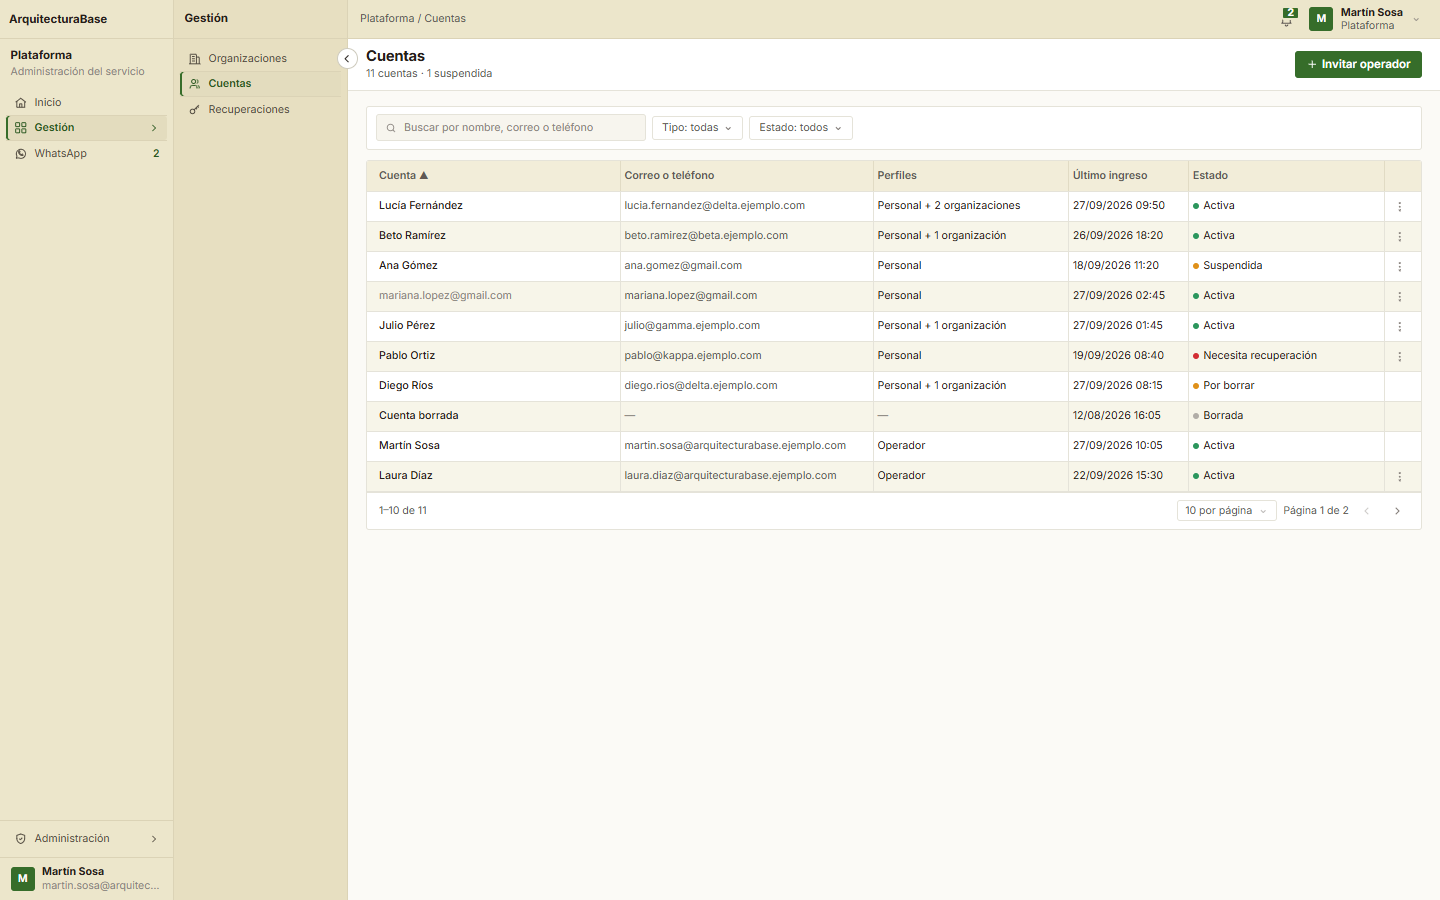 ArquitecturaBase
Plataforma
Administración del servicio
Inicio
Gestión
WhatsApp 2
Administración
M
Martín Sosa
martin.sosa@arquitec...
Gestión
Organizaciones
Cuentas
Recuperaciones
Plataforma / Cuentas
2
M
Martín Sosa
Plataforma
Cuentas
11 cuentas · 1 suspendida
+ Invitar operador
Buscar por nombre, correo o teléfono
Tipo: todas
Estado: todos
Cuenta ▲ Correo o teléfono Perfiles Último ingreso Estado
Lucía Fernández lucia.fernandez@delta.ejemplo.com Personal + 2 organizaciones 27/09/2026 09:50 Activa
Beto Ramírez beto.ramirez@beta.ejemplo.com Personal + 1 organización 26/09/2026 18:20 Activa
Ana Gómez ana.gomez@gmail.com Personal 18/09/2026 11:20 Suspendida
mariana.lopez@gmail.com mariana.lopez@gmail.com Personal 27/09/2026 02:45 Activa
Julio Pérez julio@gamma.ejemplo.com Personal + 1 organización 27/09/2026 01:45 Activa
Pablo Ortiz pablo@kappa.ejemplo.com Personal 19/09/2026 08:40 Necesita recuperación
Diego Ríos diego.rios@delta.ejemplo.com Personal + 1 organización 27/09/2026 08:15 Por borrar
Cuenta borrada — — 12/08/2026 16:05 Borrada
Martín Sosa martin.sosa@arquitecturabase.ejemplo.com Operador 27/09/2026 10:05 Activa
Laura Díaz laura.diaz@arquitecturabase.ejemplo.com Operador 22/09/2026 15:30 Activa
1–10 de 11
10 por página
Página 1 de 2